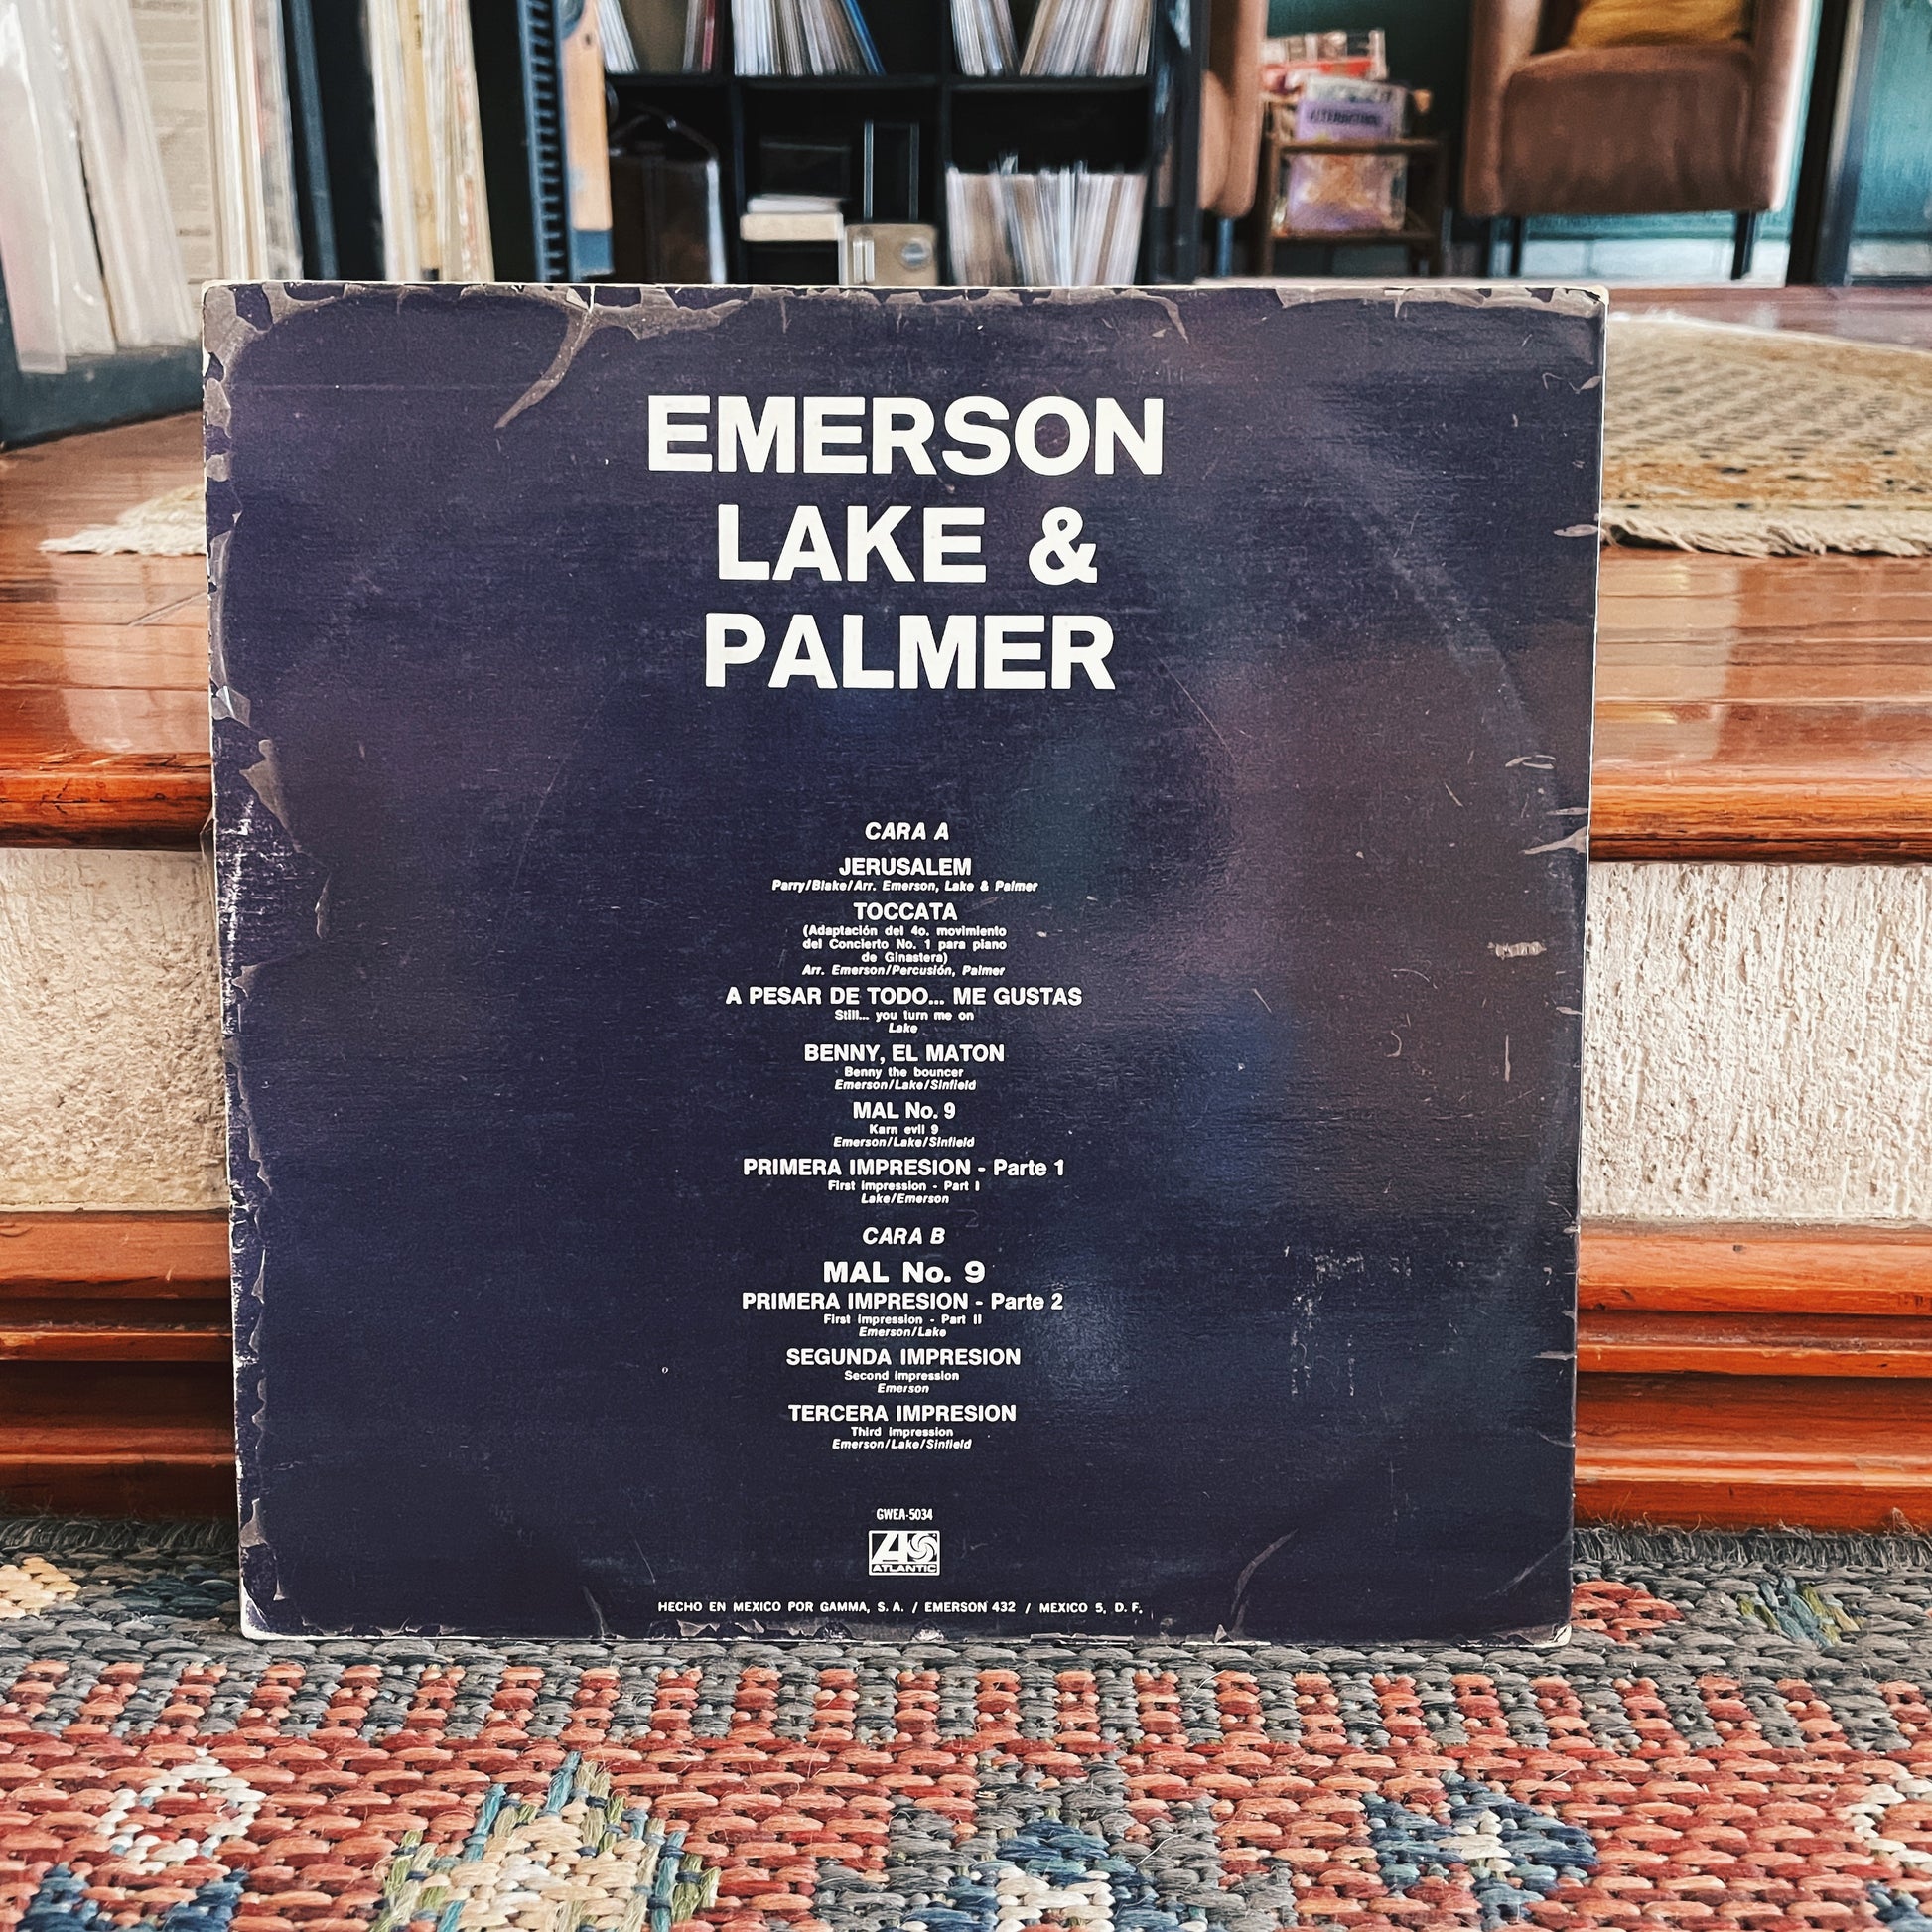 ALTERACTION
EMERSON
LAKE &
PALMER
CARA A
JERUSALEM
Parry/Blake/Arr. Emerson, Lake & Palmer
TOCCATA
(Adaptación del 4o. movimiento
del Concierto No. 1 para piano
de Ginastera)
Arr. Emerson/Percusión, Palmer
A PESAR DE TODO... ME GUSTAS
Still... you turn me on
Lake
BENNY, EL MATON
Benny the bouncer
Emerson/Lake/Sinfield
MAL No. 9
Karn evil 9
Emerson/Lake/Sinfield
PRIMERA IMPRESION - Parte 1
First impression - Part I
Lake/Emerson
CARA B
MAL No. 9
PRIMERA IMPRESION - Parte 2
First impression - Part II
Emerson/Lake
SEGUNDA IMPRESION
Second impression
Emerson
TERCERA IMPRESION
Third impression
Emerson/Lake/Sinfield
GWEA-5034
ATLANTIC
HECHO EN MEXICO POR GAMMA, S.A. / EMERSON 432 / MEXICO 5, D.F.